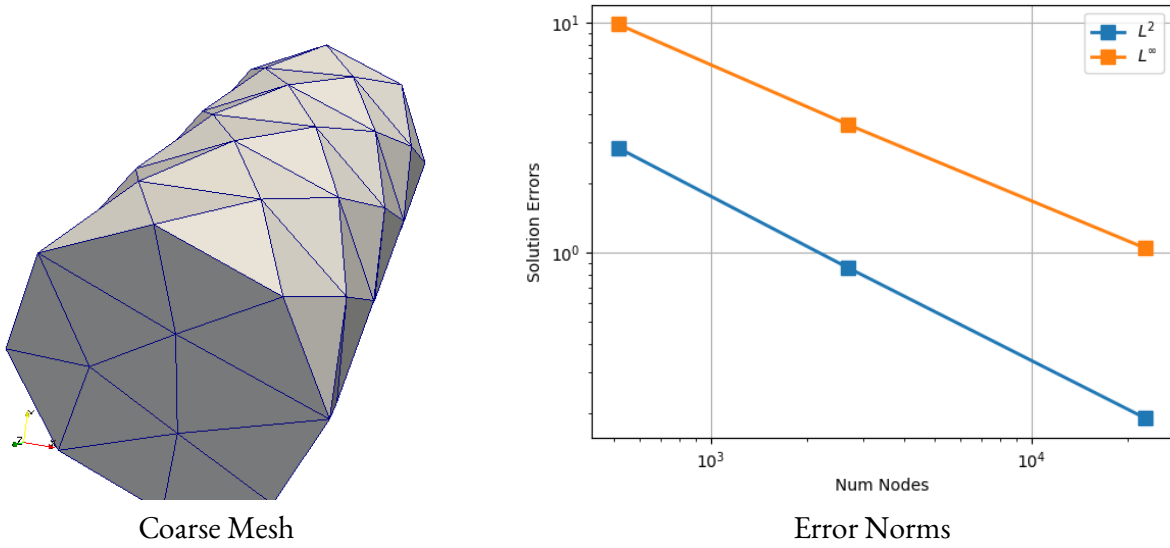 Z
Coarse Mesh
10¹
10⁰
Solution Errors
L²
L∞
10³
10⁴
Num Nodes
Error Norms